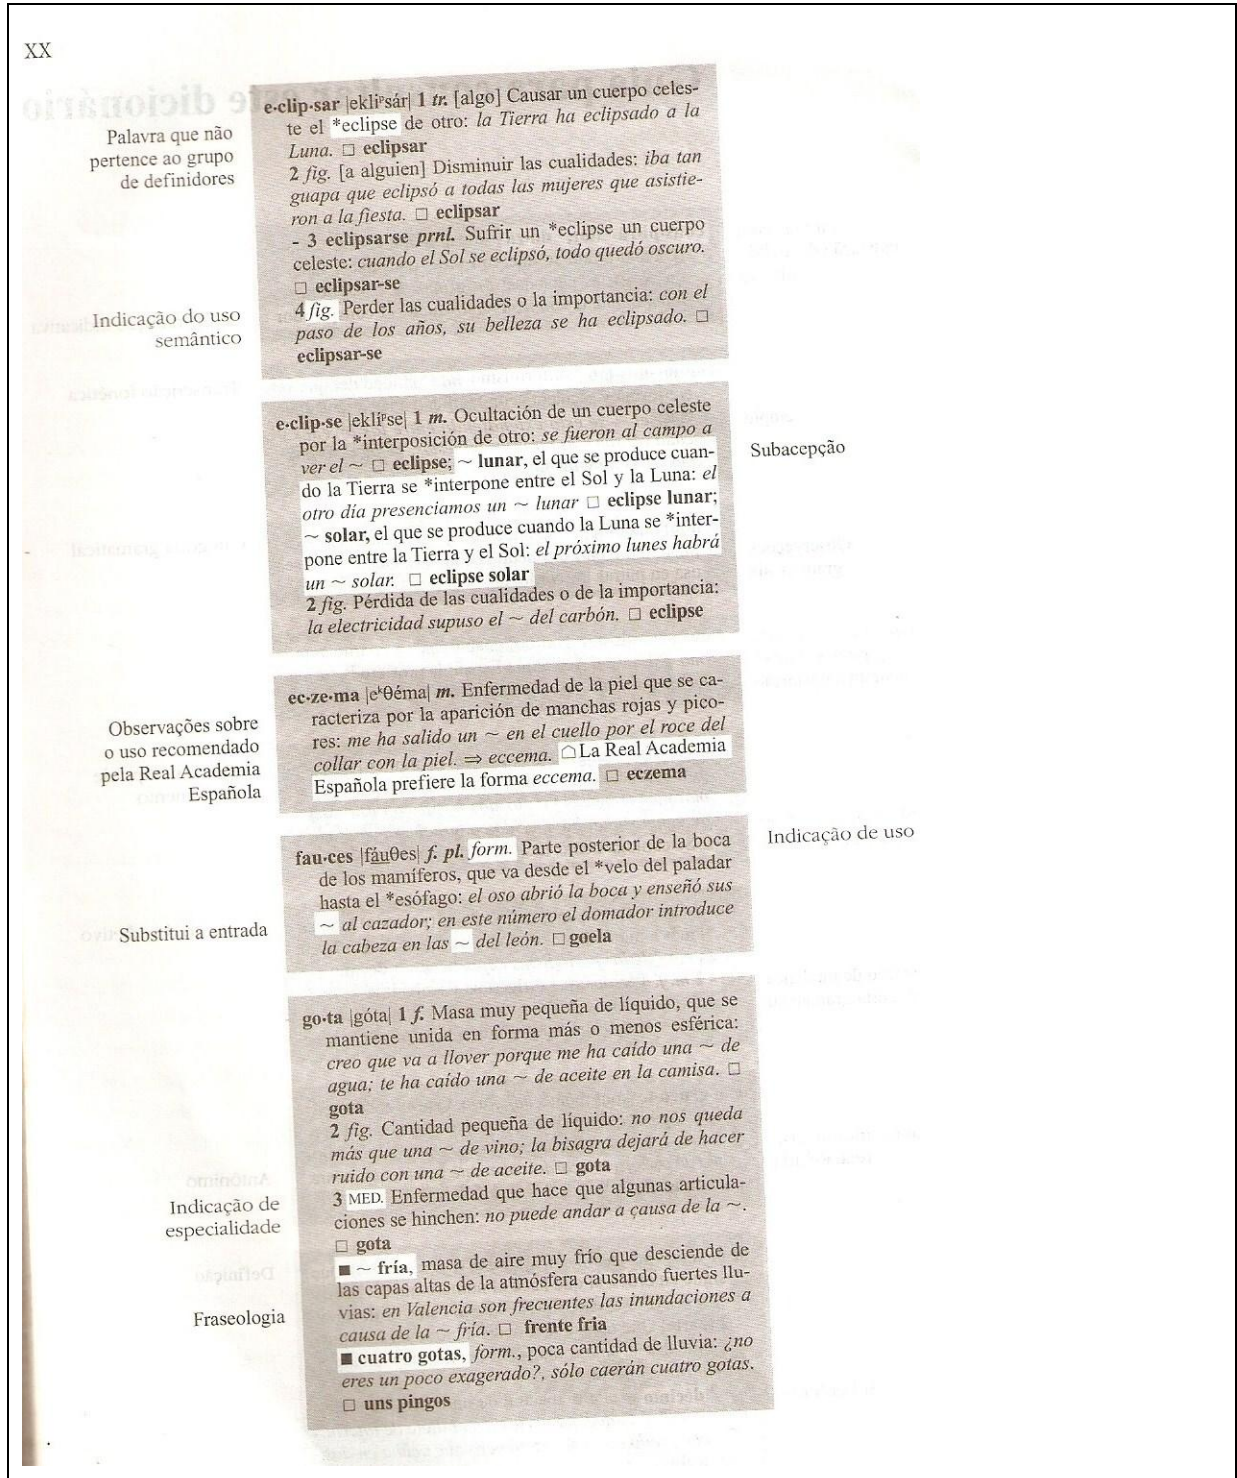 XX
e·clip·sar |ekliᵖsár| 1 tr. [algo] Causar un cuerpo celes-
te el *eclipse de otro: la Tierra ha eclipsado a la
Luna. □ eclipsar
2 fig. [a alguien] Disminuir las cualidades: iba tan
guapa que eclipsó a todas las mujeres que asistie-
ron a la fiesta. □ eclipsar
- 3 eclipsarse prnl. Sufrir un *eclipse un cuerpo
celeste: cuando el Sol se eclipsó, todo quedó oscuro.
□ eclipsar-se
4 fig. Perder las cualidades o la importancia: con el
paso de los años, su belleza se ha eclipsado. □
eclipsar-se
Palavra que não
pertence ao grupo
de definidores
Indicação do uso
semântico
e·clip·se |eklíᵖse| 1 m. Ocultación de un cuerpo celeste
por la *interposición de otro: se fueron al campo a
ver el ~ □ eclipse; ~ lunar, el que se produce cuan-
do la Tierra se *interpone entre el Sol y la Luna: el
otro día presenciamos un ~ lunar □ eclipse lunar;
~ solar, el que se produce cuando la Luna se *inter-
pone entre la Tierra y el Sol: el próximo lunes habrá
un ~ solar. □ eclipse solar
2 fig. Pérdida de las cualidades o de la importancia:
la electricidad supuso el ~ del carbón. □ eclipse
Subacepção
ec·ze·ma |eᵏθéma| m. Enfermedad de la piel que se ca-
racteriza por la aparición de manchas rojas y pico-
res: me ha salido un ~ en el cuello por el roce del
collar con la piel. ⇒ eccema. ⌂ La Real Academia
Española prefiere la forma eccema. □ eczema
Observações sobre
o uso recomendado
pela Real Academia
Española
fau·ces |fáuθes| f. pl. form. Parte posterior de la boca
de los mamíferos, que va desde el *velo del paladar
hasta el *esófago: el oso abrió la boca y enseñó sus
~ al cazador; en este número el domador introduce
la cabeza en las ~ del león. □ goela
Indicação de uso
Substitui a entrada
go·ta |góta| 1 f. Masa muy pequeña de líquido, que se
mantiene unida en forma más o menos esférica:
creo que va a llover porque me ha caído una ~ de
agua; te ha caído una ~ de aceite en la camisa. □
gota
2 fig. Cantidad pequeña de líquido: no nos queda
más que una ~ de vino; la bisagra dejará de hacer
ruido con una ~ de aceite. □ gota
3 MED. Enfermedad que hace que algunas articula-
ciones se hinchen: no puede andar a causa de la ~.
□ gota
■ ~ fría, masa de aire muy frío que desciende de
las capas altas de la atmósfera causando fuertes llu-
vias: en Valencia son frecuentes las inundaciones a
causa de la ~ fría. □ frente fria
■ cuatro gotas, form., poca cantidad de lluvia: ¿no
eres un poco exagerado?, sólo caerán cuatro gotas.
□ uns pingos
Indicação de
especialidade
Fraseologia